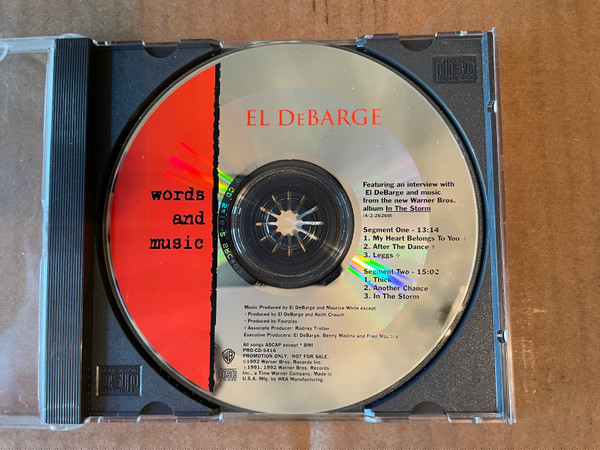 EL DEBARGE
words
and
music
Featuring an interview with
El DeBarge and music
from the new Warner Bros.
album In The Storm
(4/2-26260)
Segment One - 13:14
1. My Heart Belongs To You
2. After The Dance
3. Leggs
Segment Two - 15:02
1. Thick
2. Another Chance
3. In The Storm
Music Produced by El DeBarge and Maurice White except
Produced by El DeBarge and Keith Crouch
Produced by Fourplay
Associate Producer: Rodney Trotter
Executive Producers: El DeBarge, Benny Medina and Fred
All songs ASCAP except * BMI
PRO-CD-5416
PROMOTION ONLY. NOT FOR SALE.
©1992 Warner Bros. Records Inc.
℗1991, 1992 Warner Bros. Records
Inc., a Time Warner Company. Made in
U.S.A. Mfg. by WEA Manufacturing.